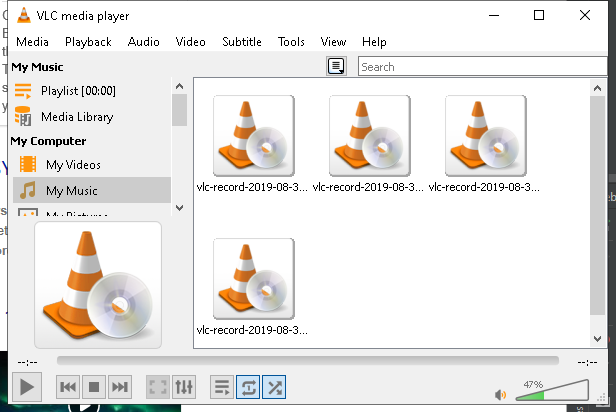 VLC media player
Media Playback Audio Video Subtitle Tools View Help
My Music
Search
Playlist [00:00]
Media Library
My Computer
My Videos
My Music
vlc-record-2019-08-3... vlc-record-2019-08-3... vlc-record-2019-08-3...
vlc-record-2019-08-3...
--:-- --:--
47%